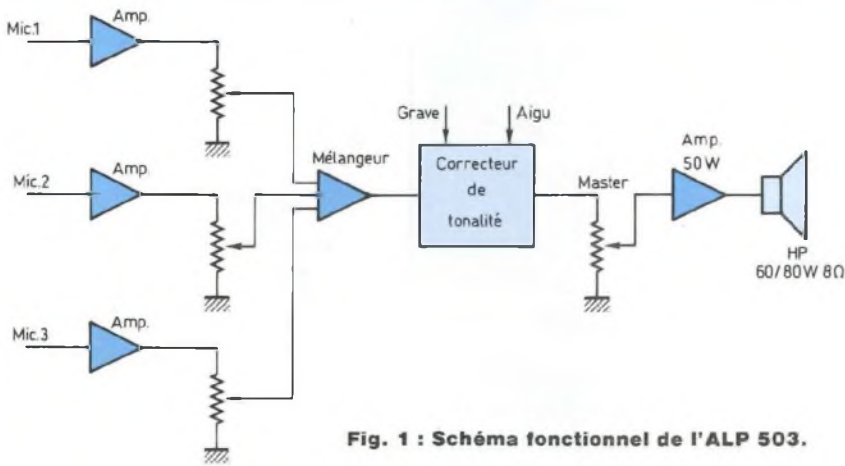 Mic.1
Amp.
Mic.2
Amp.
Mic.3
Amp.
Mélangeur
Grave
Aigu
Correcteur
de
tonalité
Master
Amp.
50 W
HP
60/80W 8Ω
Fig. 1 : Schéma fonctionnel de l'ALP 503.